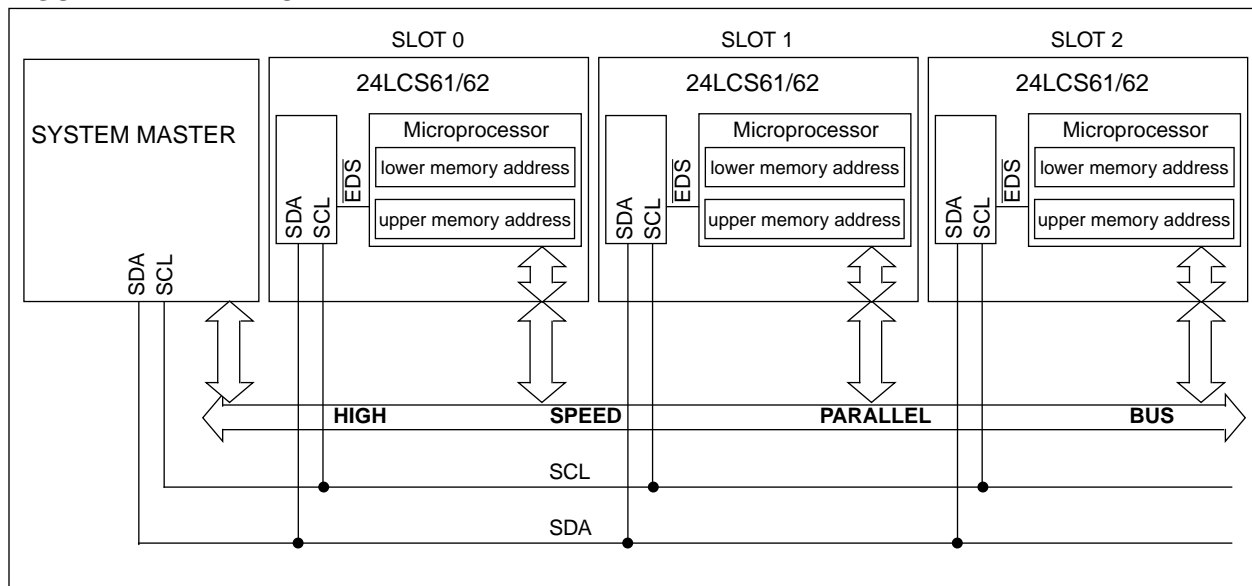 SLOT 0
SLOT 1
SLOT 2
SYSTEM MASTER
SDA
SCL
24LCS61/62
SDA
SCL
EDS
Microprocessor
lower memory address
upper memory address
24LCS61/62
SDA
SCL
EDS
Microprocessor
lower memory address
upper memory address
24LCS61/62
SDA
SCL
EDS
Microprocessor
lower memory address
upper memory address
HIGH SPEED PARALLEL BUS
SCL
SDA